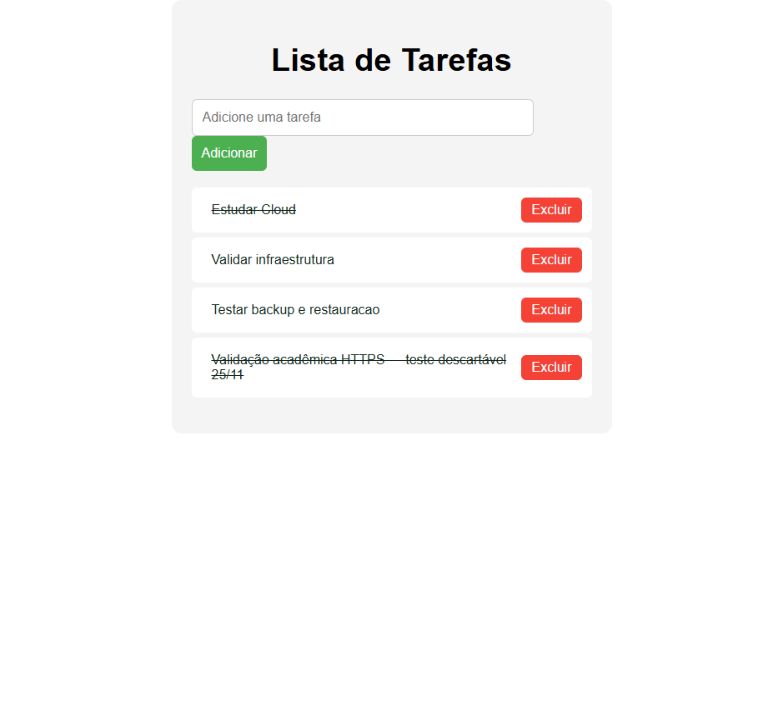 Lista de Tarefas
Adicione uma tarefa
Adicionar
Estudar Cloud
Excluir
Validar infraestrutura
Excluir
Testar backup e restauracao
Excluir
Validação acadêmica HTTPS — teste descartável
25/11
Excluir